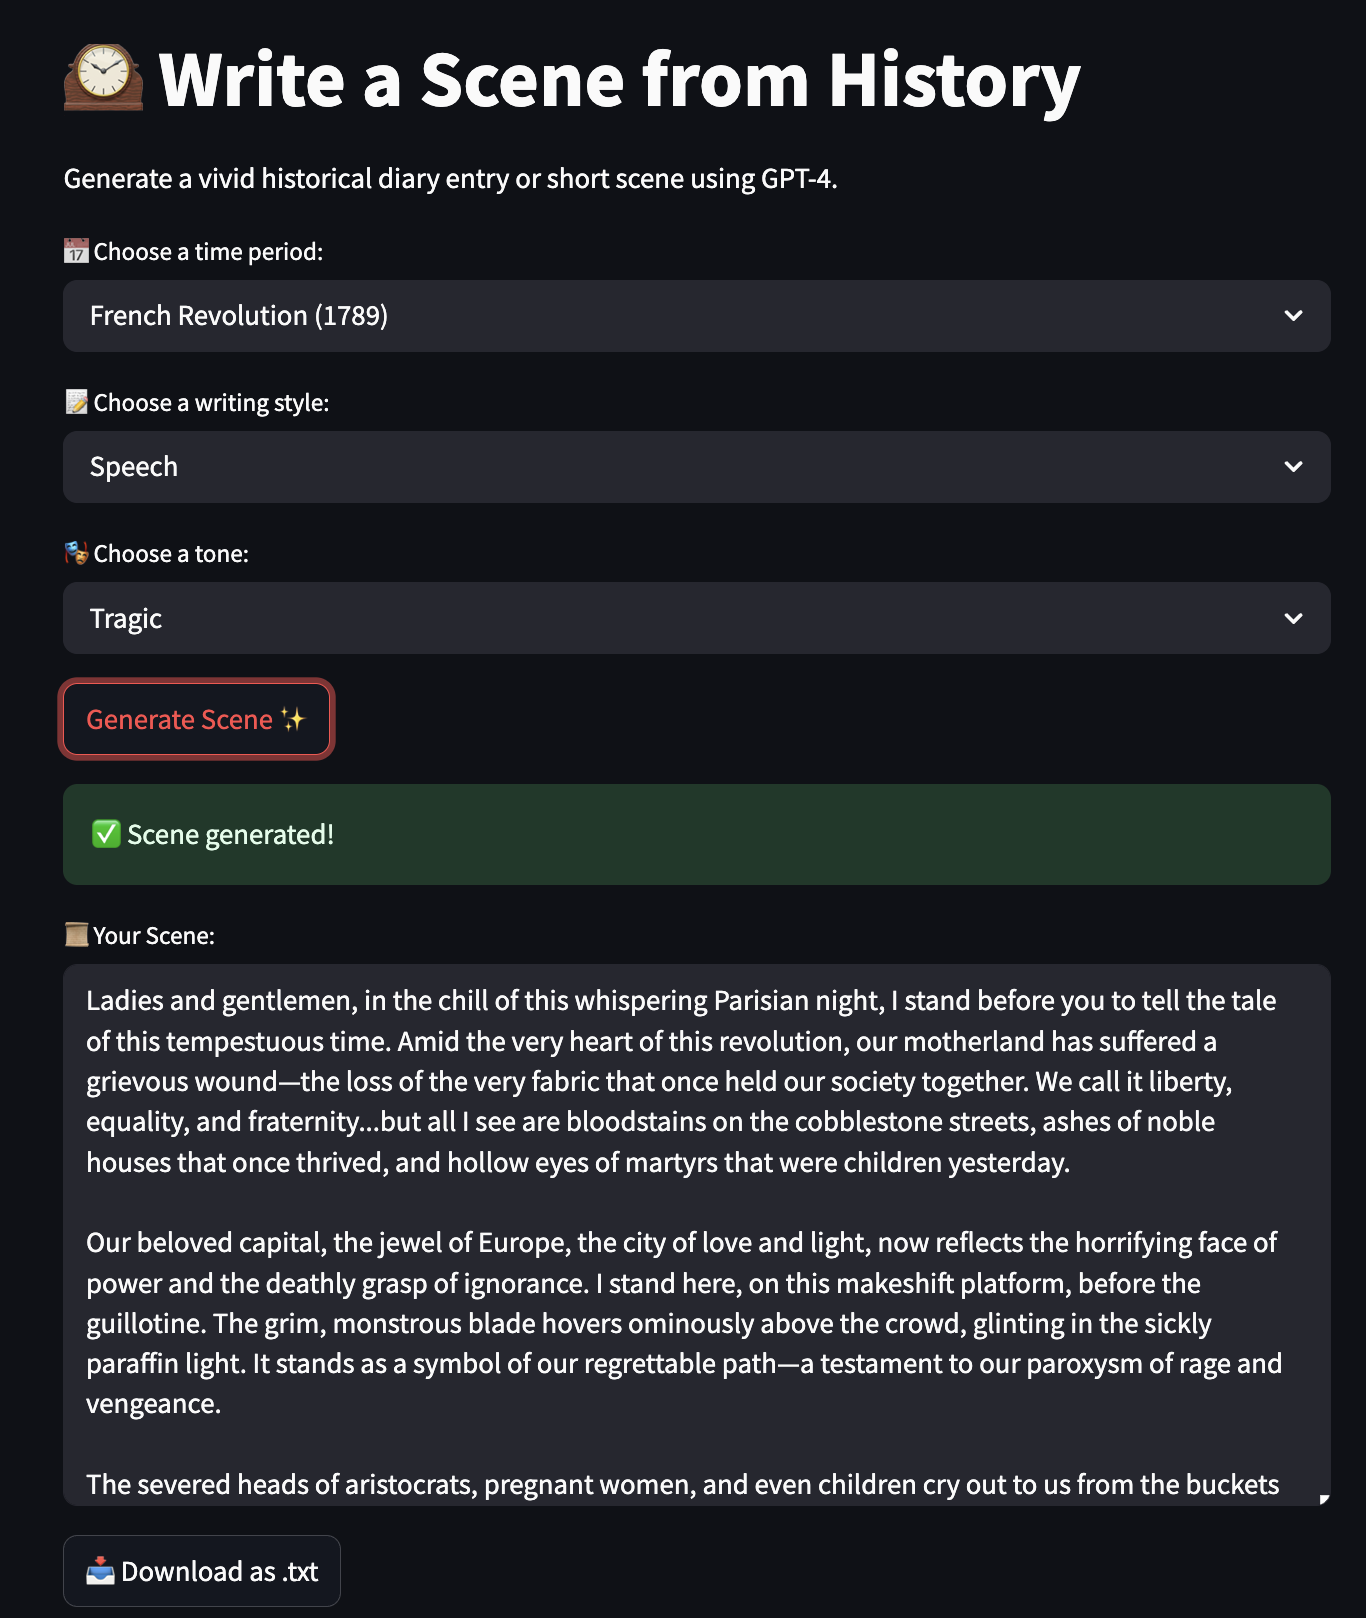 Write a Scene from History
Generate a vivid historical diary entry or short scene using GPT-4.
17 Choose a time period:
French Revolution (1789)
Choose a writing style:
Speech
Choose a tone:
Tragic
Generate Scene ✨
✅ Scene generated!
Your Scene:
Ladies and gentlemen, in the chill of this whispering Parisian night, I stand before you to tell the tale
of this tempestuous time. Amid the very heart of this revolution, our motherland has suffered a
grievous wound—the loss of the very fabric that once held our society together. We call it liberty,
equality, and fraternity...but all I see are bloodstains on the cobblestone streets, ashes of noble
houses that once thrived, and hollow eyes of martyrs that were children yesterday.
Our beloved capital, the jewel of Europe, the city of love and light, now reflects the horrifying face of
power and the deathly grasp of ignorance. I stand here, on this makeshift platform, before the
guillotine. The grim, monstrous blade hovers ominously above the crowd, glinting in the sickly
paraffin light. It stands as a symbol of our regrettable path—a testament to our paroxysm of rage and
vengeance.
The severed heads of aristocrats, pregnant women, and even children cry out to us from the buckets
Download as .txt